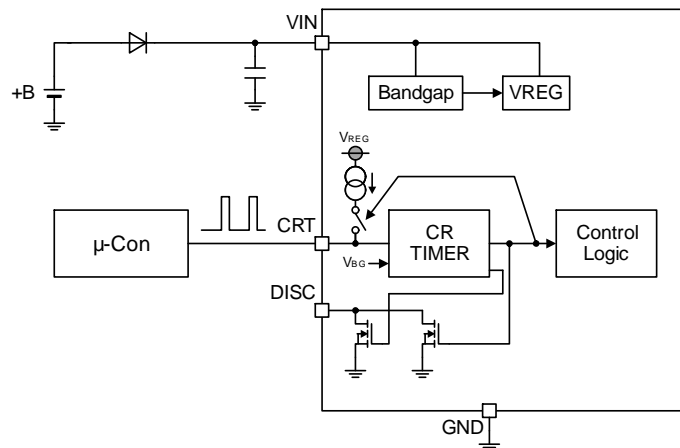 VIN
+B
Bandgap
VREG
VREG
µ-Con
CRT
CR
TIMER
Control
Logic
VBG
DISC
GND